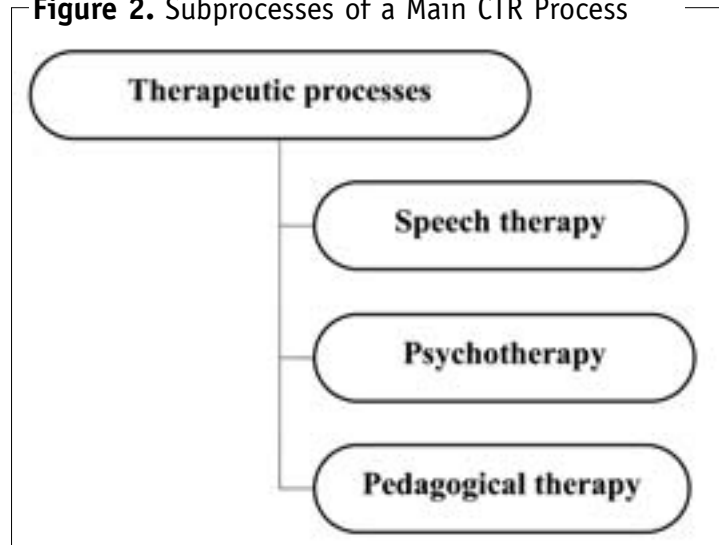 Figure 2. Subprocesses of a Main CTR Process
Therapeutic processes
Speech therapy
Psychotherapy
Pedagogical therapy